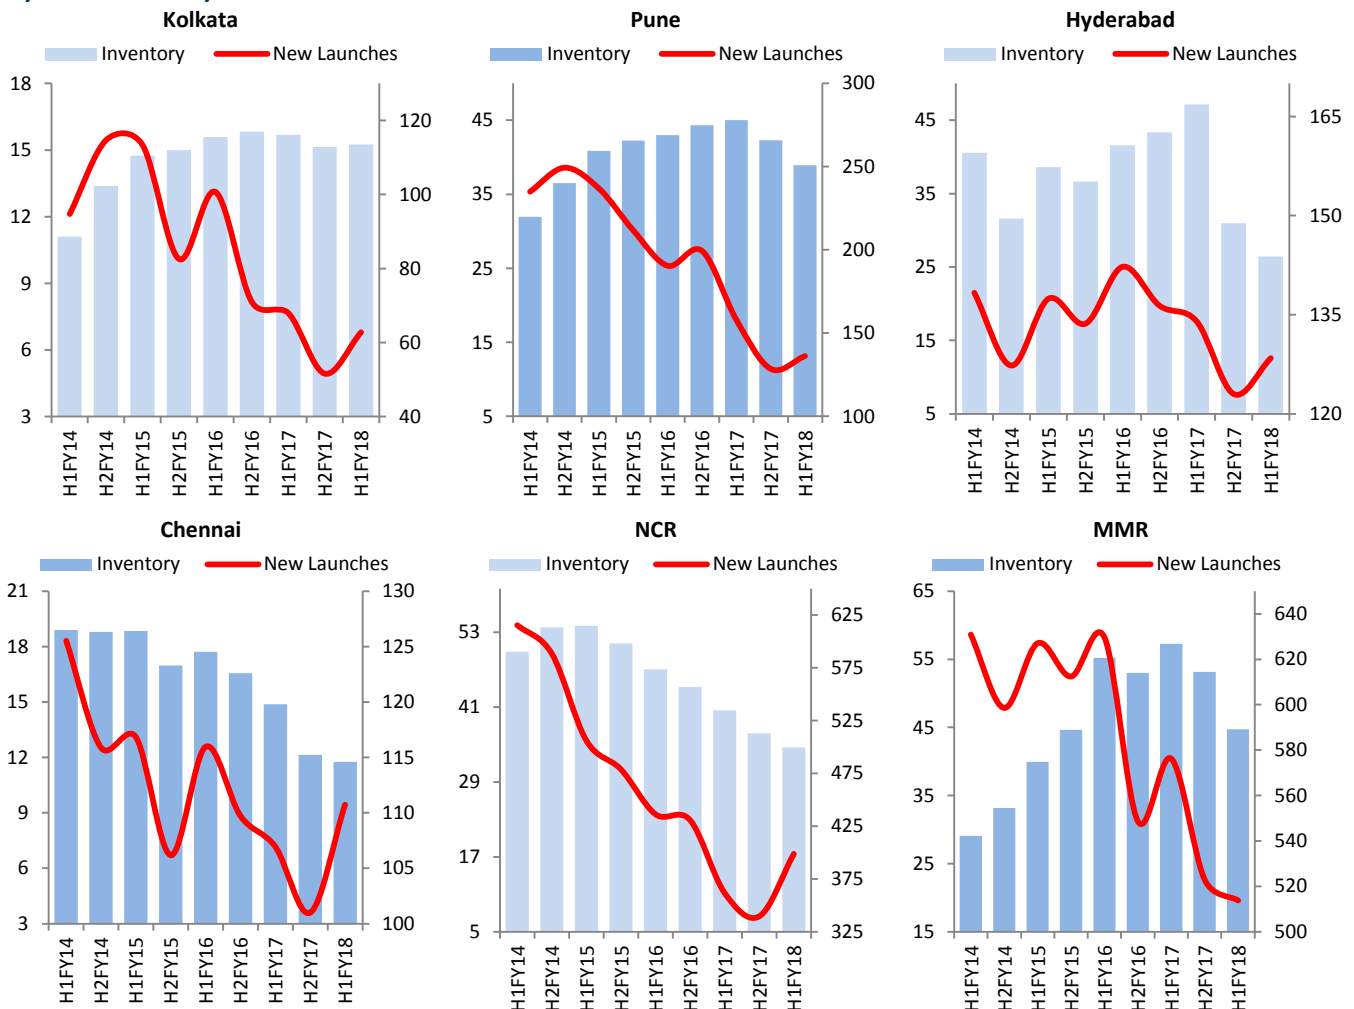 Kolkata
Inventory New Launches
18
15
12
9
6
3
120
100
80
60
40
H1FY14
H2FY14
H1FY15
H2FY15
H1FY16
H2FY16
H1FY17
H2FY17
H1FY18
Pune
Inventory New Launches
45
35
25
15
5
300
250
200
150
100
H1FY14
H2FY14
H1FY15
H2FY15
H1FY16
H2FY16
H1FY17
H2FY17
H1FY18
Hyderabad
Inventory New Launches
45
35
25
15
5
165
150
135
120
H1FY14
H2FY14
H1FY15
H2FY15
H1FY16
H2FY16
H1FY17
H2FY17
H1FY18
Chennai
Inventory New Launches
21
18
15
12
9
6
3
130
125
120
115
110
105
100
H1FY14
H2FY14
H1FY15
H2FY15
H1FY16
H2FY16
H1FY17
H2FY17
H1FY18
NCR
Inventory New Launches
53
41
29
17
5
625
575
525
475
425
375
325
H1FY14
H2FY14
H1FY15
H2FY15
H1FY16
H2FY16
H1FY17
H2FY17
H1FY18
MMR
Inventory New Launches
65
55
45
35
25
15
640
620
600
580
560
540
520
500
H1FY14
H2FY14
H1FY15
H2FY15
H1FY16
H2FY16
H1FY17
H2FY17
H1FY18